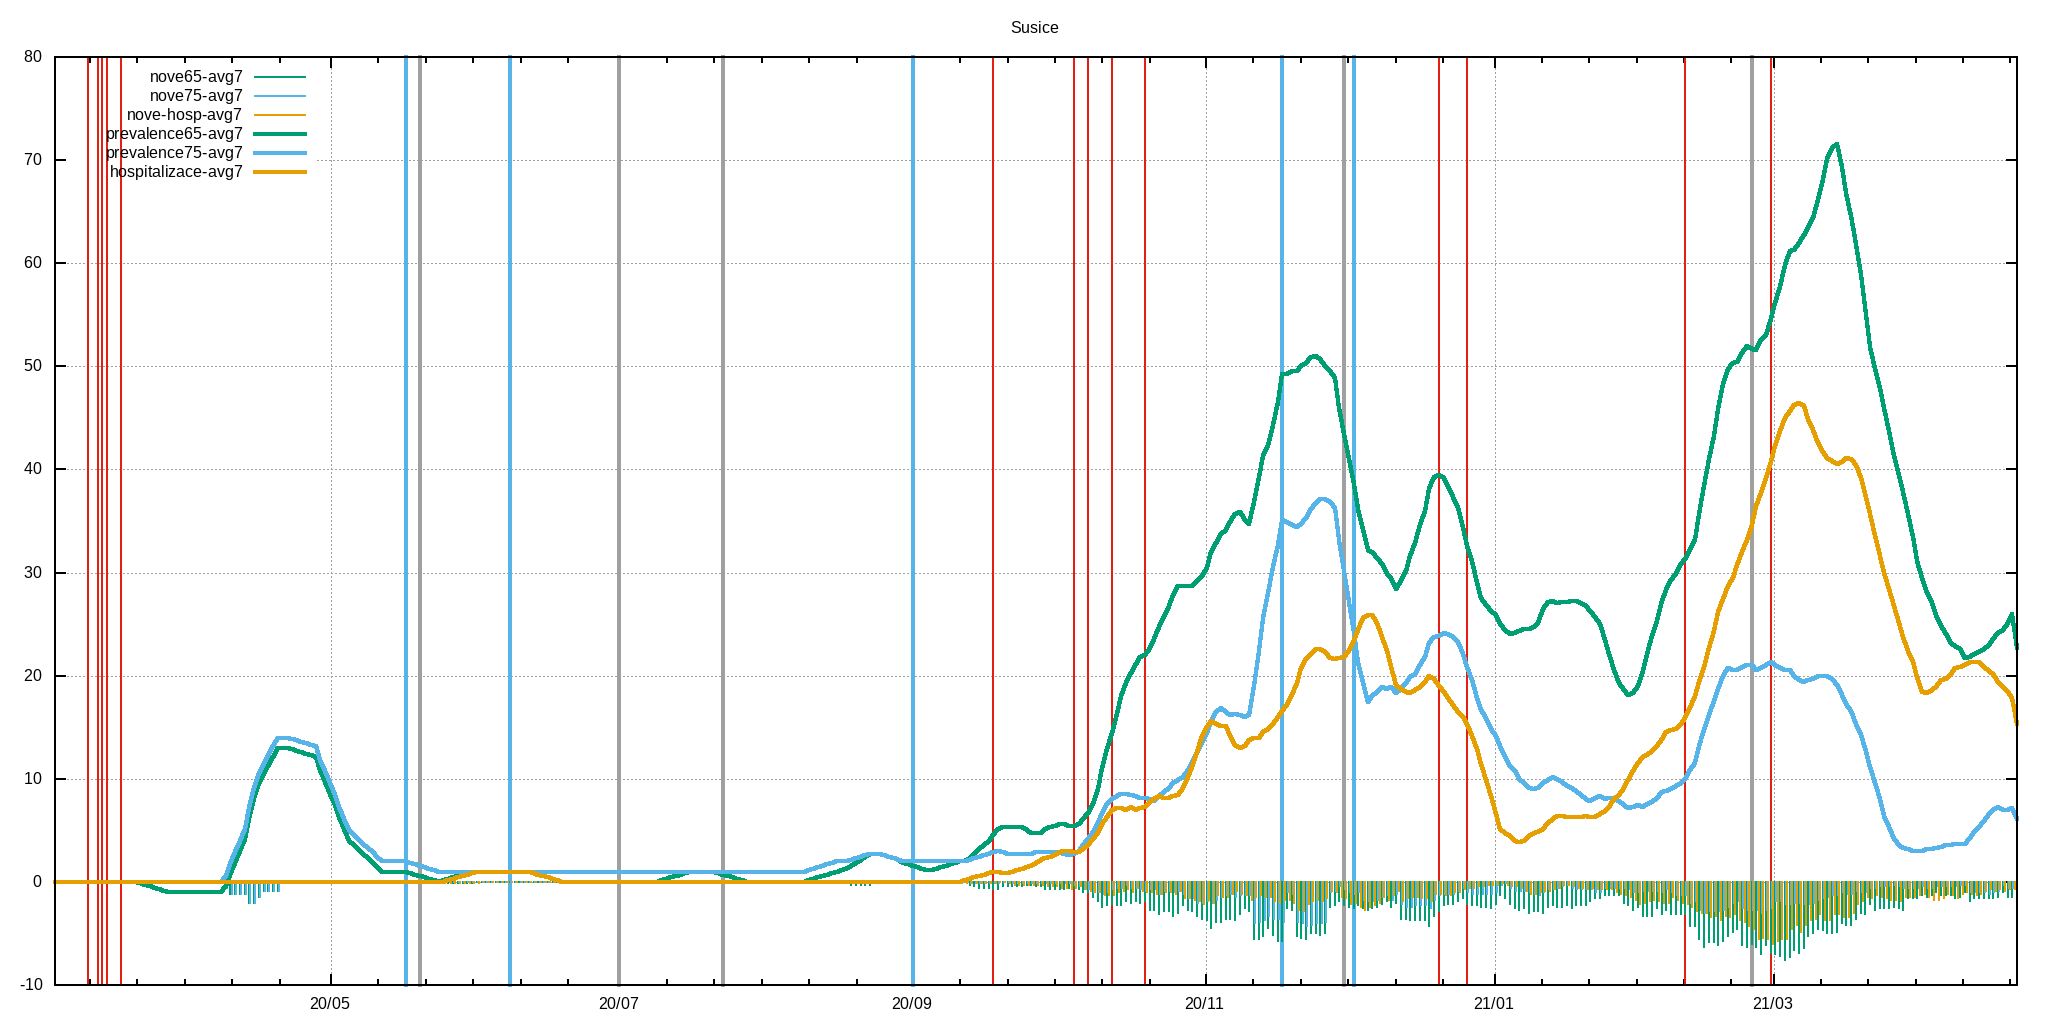 Susice
80
70
60
50
40
30
20
10
0
-10
nove65-avg7
nove75-avg7
nove-hosp-avg7
prevalence65-avg7
prevalence75-avg7
hospitalizace-avg7
20/05 20/07 20/09 20/11 21/01 21/03